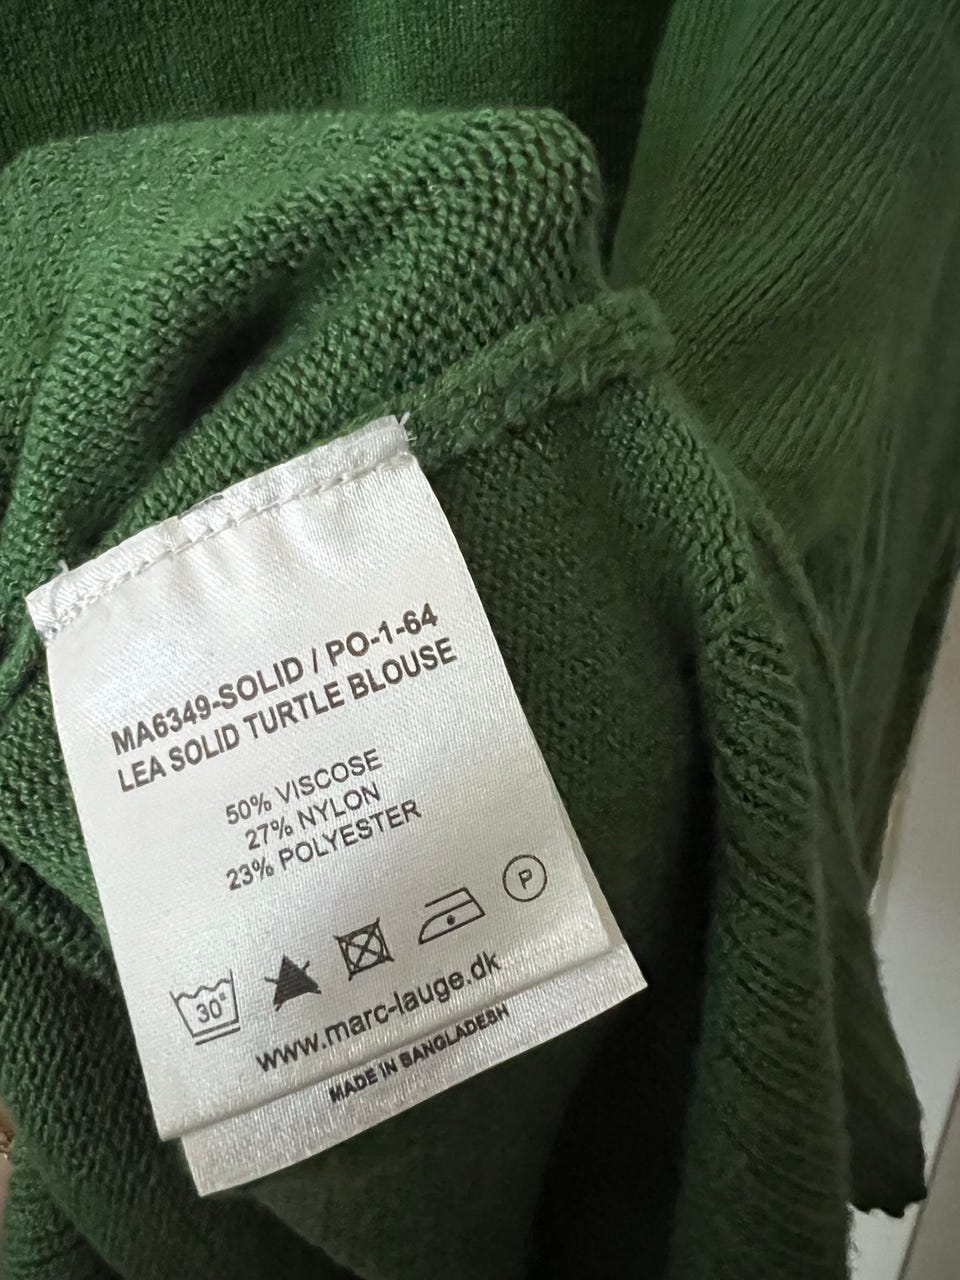 MA6349-SOLID / PO-1-64
LEA SOLID TURTLE BLOUSE
50% VISCOSE
27% NYLON
23% POLYESTER
30°
P
www.marc-lauge.dk
MADE IN BANGLADESH